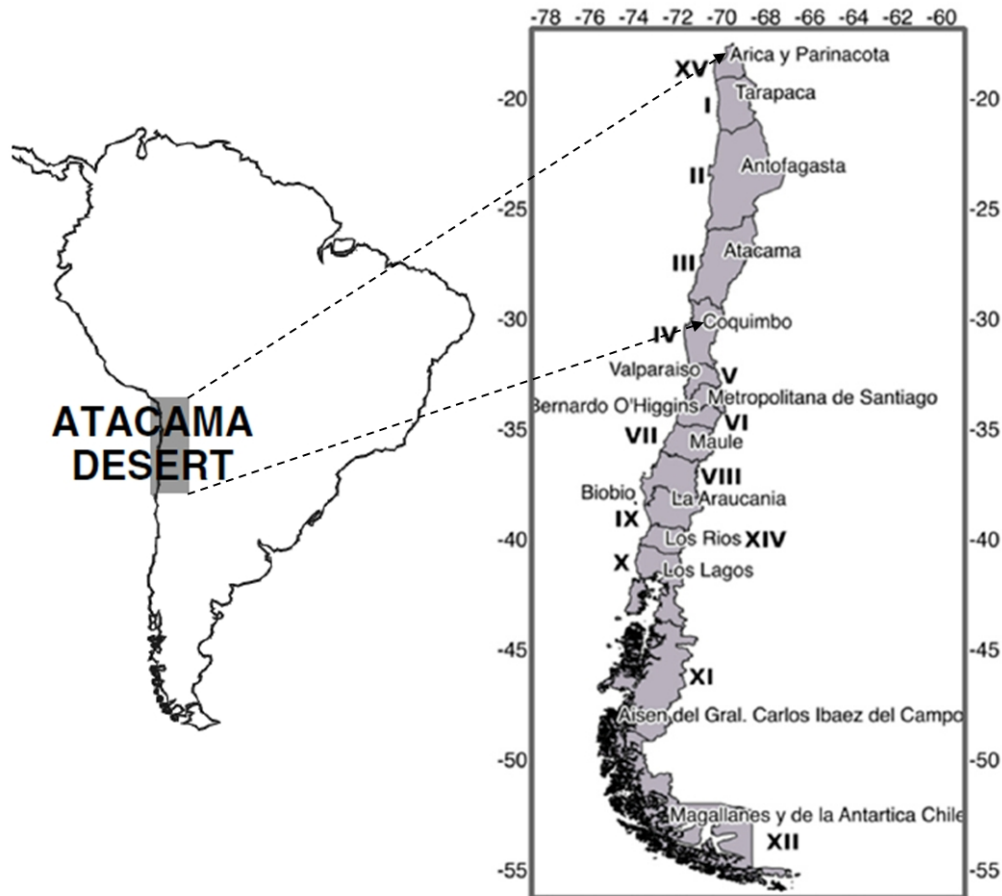 -78 -76 -74 -72 -70 -68 -66 -64 -62 -60
XV Arica y Parinacota
I Tarapaca
-20 -20
II Antofagasta
-25 -25
III Atacama
-30 -30
IV Coquimbo
Valparaiso V
Metropolitana de Santiago
Bernardo O'Higgins VI
-35 -35
VII Maule
VIII
Biobio La Araucania
IX
-40 Los Rios XIV -40
X Los Lagos
-45 -45
XI
Aisen del Gral. Carlos Ibaez del Campo
-50 -50
Magallanes y de la Antartica Chile
XII
-55 -55
ATACAMA
DESERT